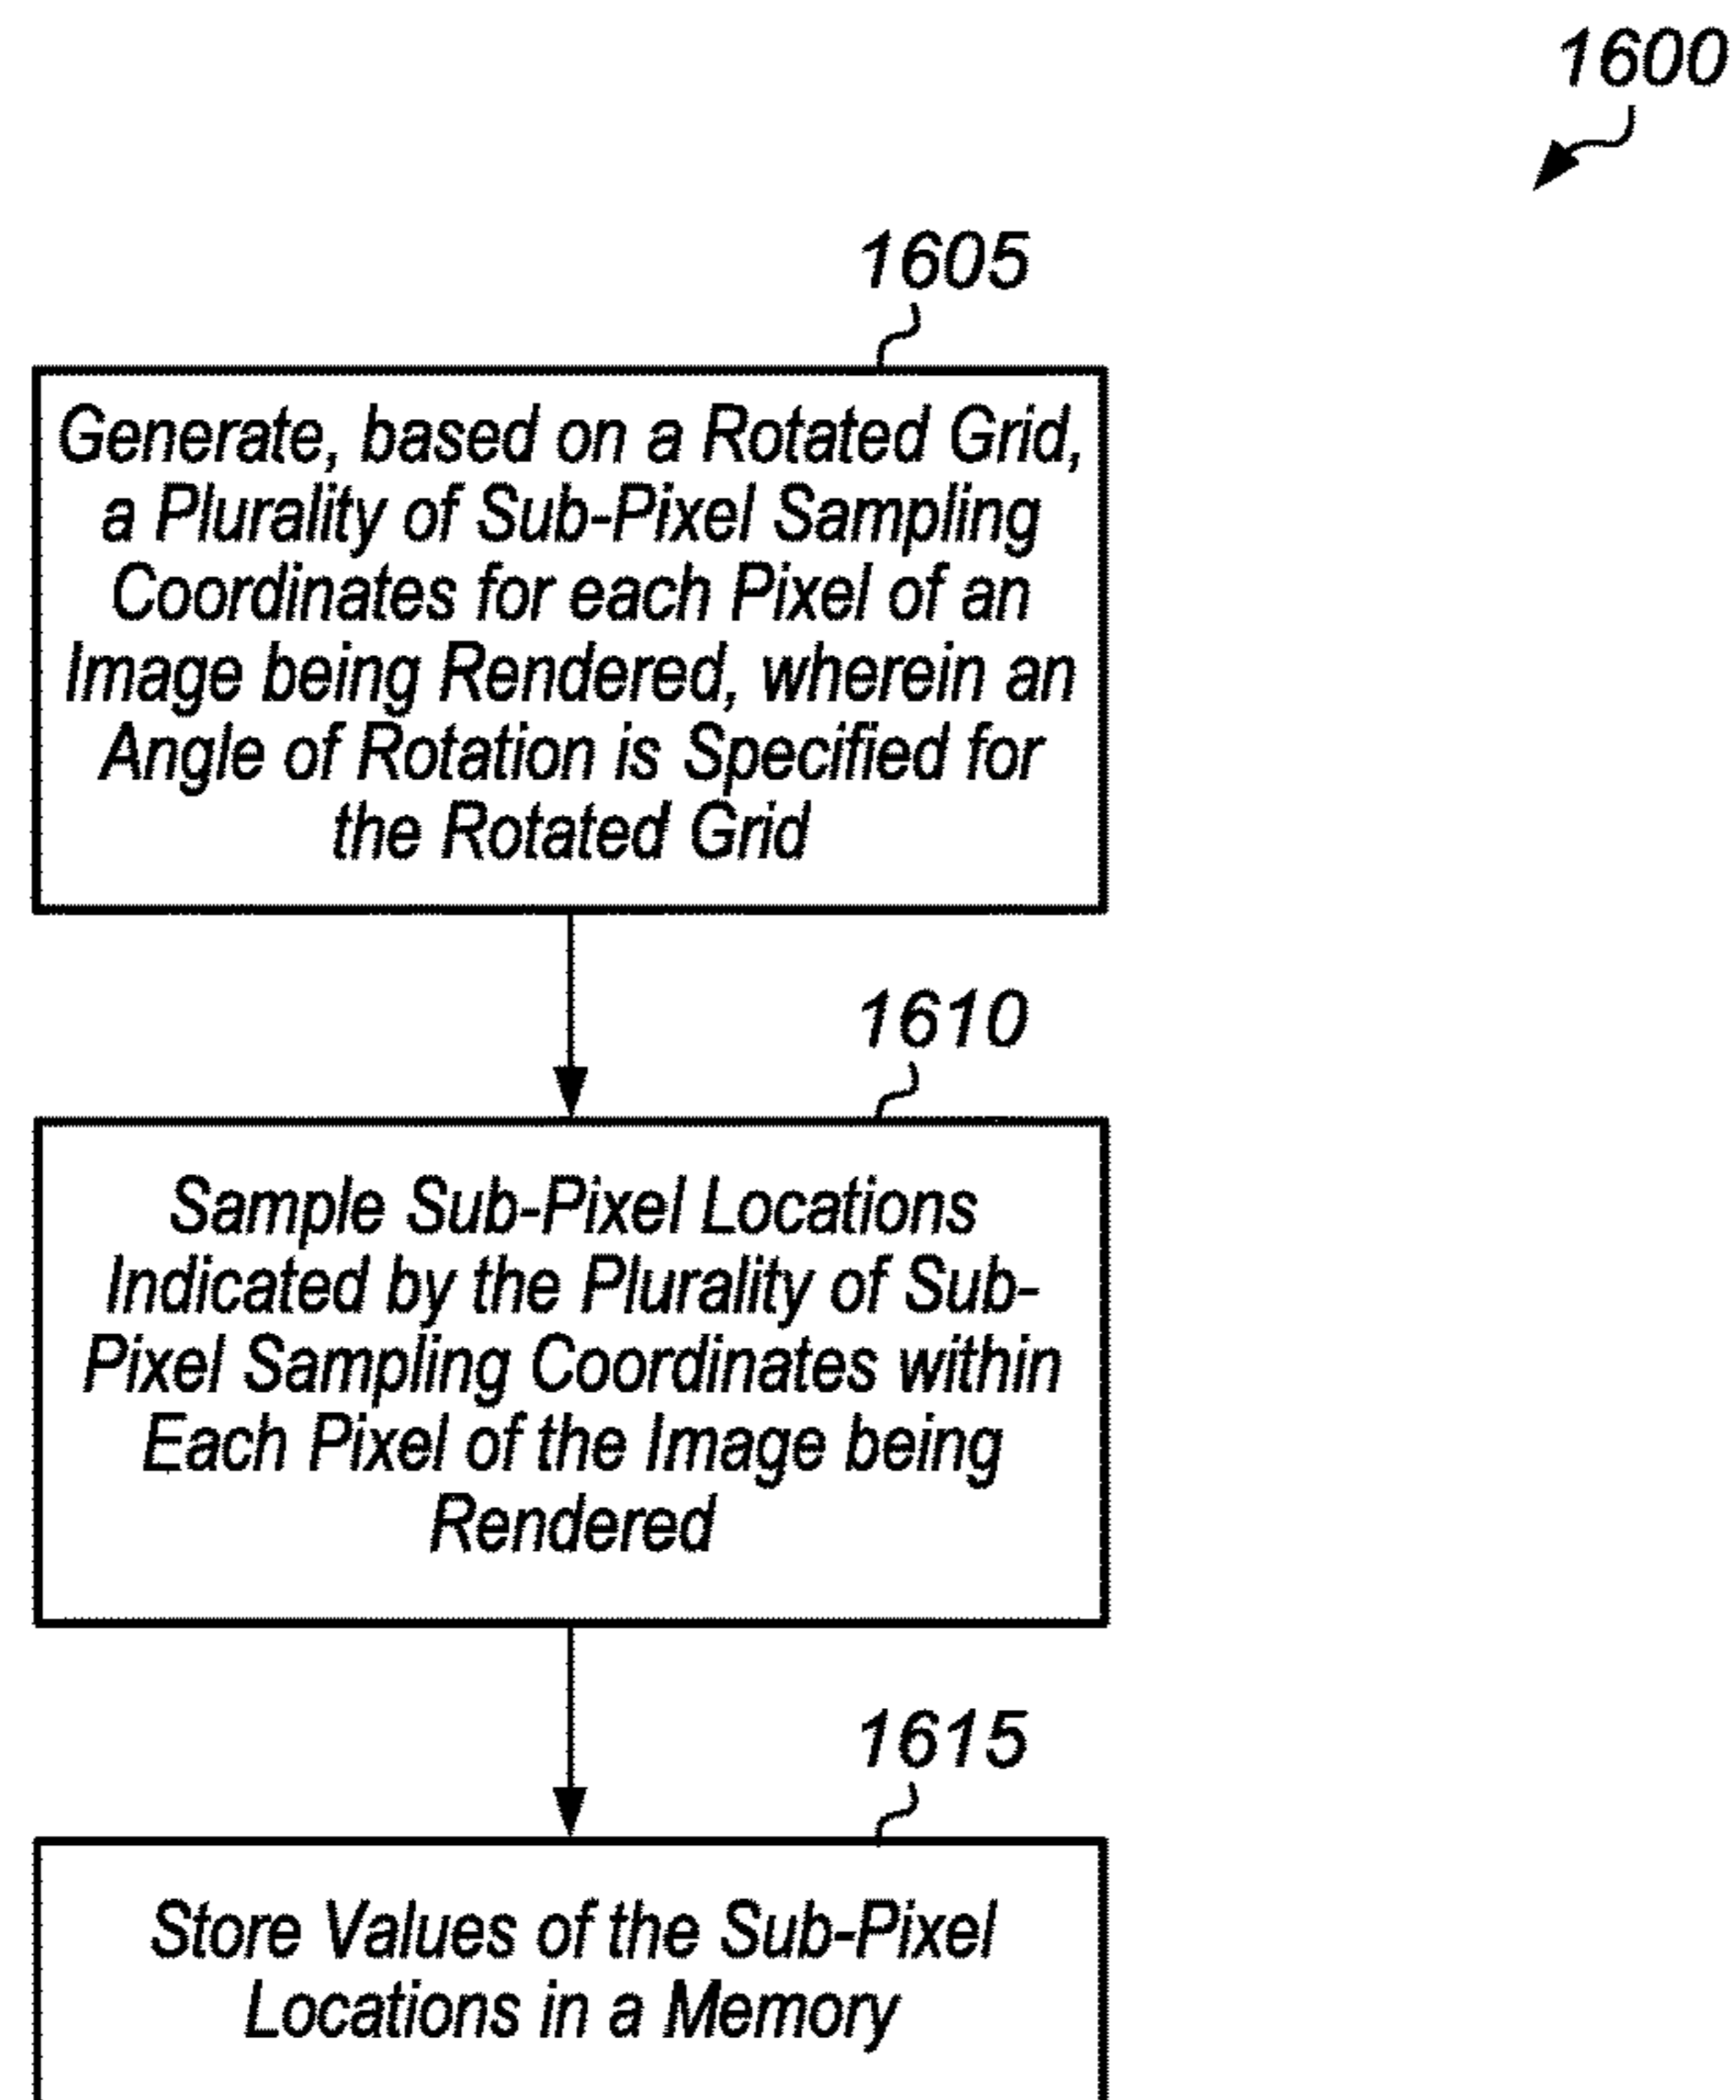 1600
1605
Generate, based on a Rotated Grid,
a Plurality of Sub-Pixel Sampling
Coordinates for each Pixel of an
Image being Rendered, wherein an
Angle of Rotation is Specified for
the Rotated Grid
1610
Sample Sub-Pixel Locations
Indicated by the Plurality of Sub-
Pixel Sampling Coordinates within
Each Pixel of the Image being
Rendered
1615
Store Values of the Sub-Pixel
Locations in a Memory